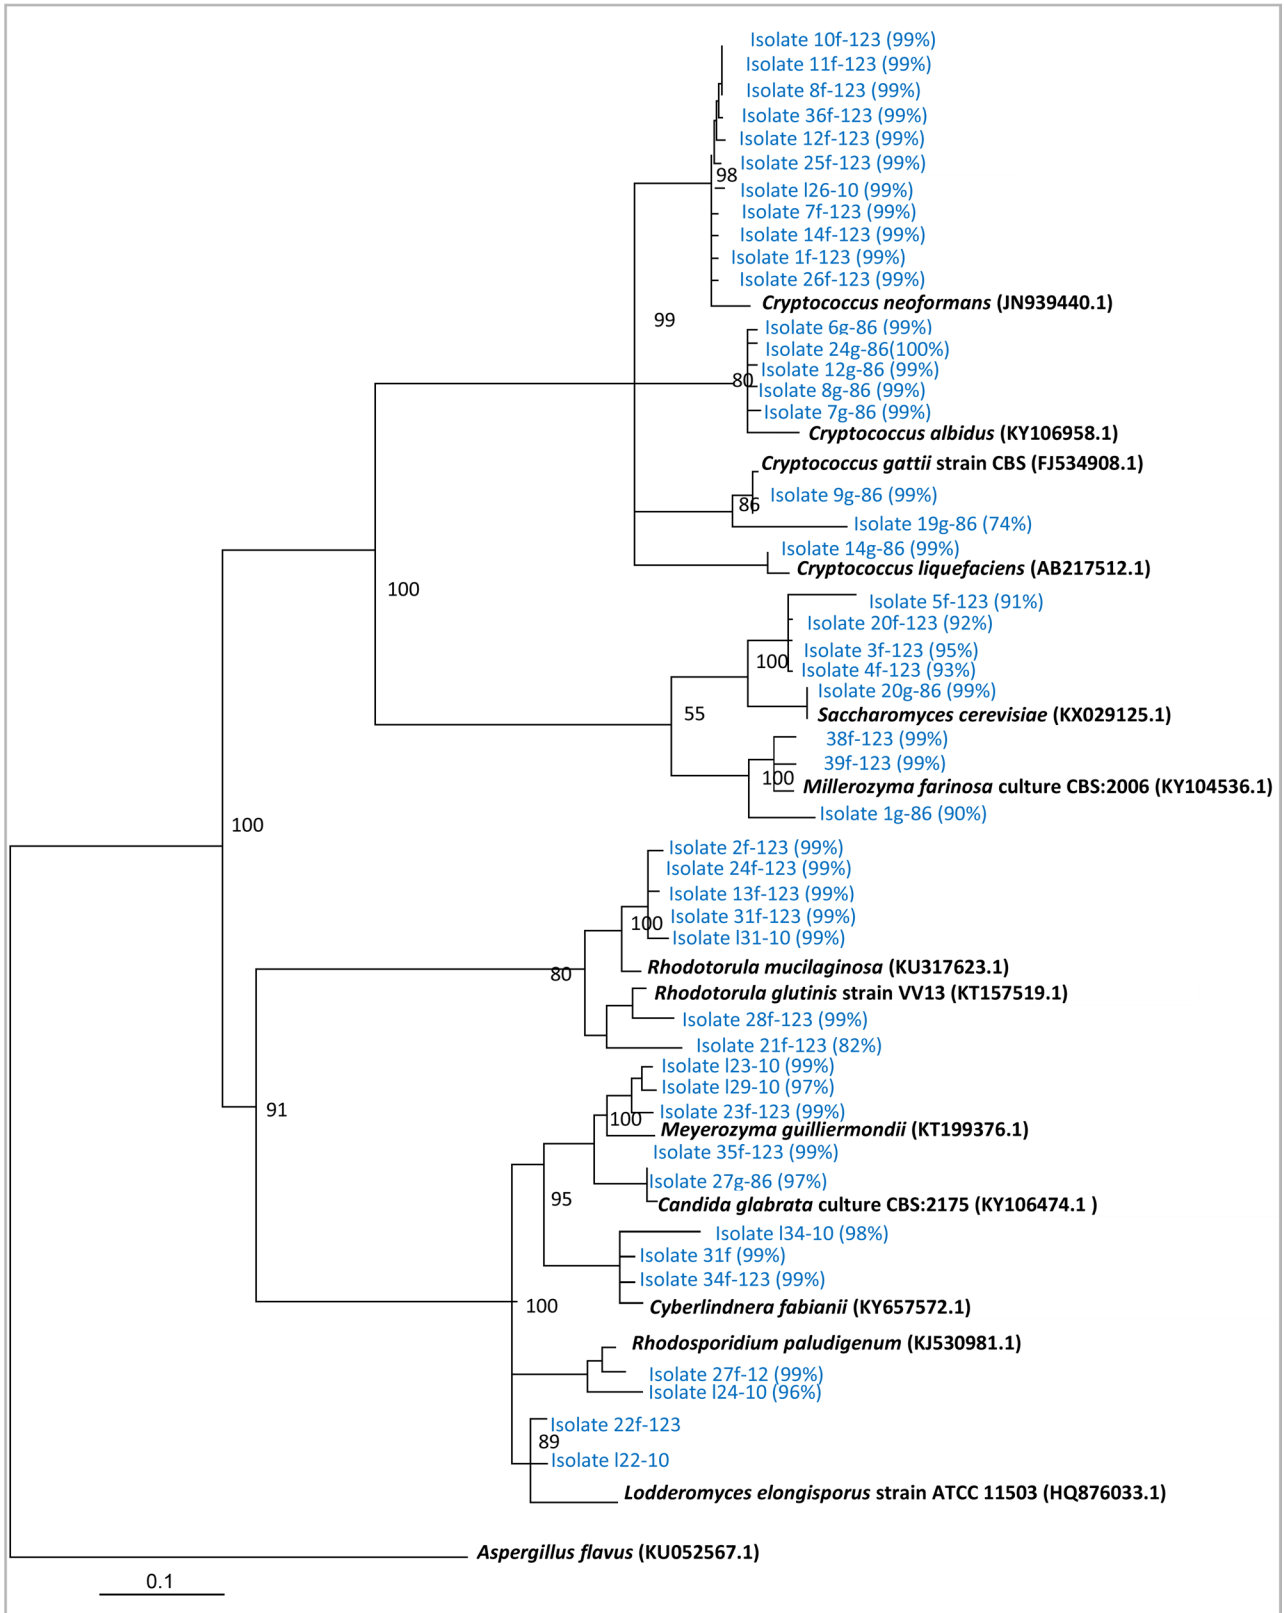 Isolate 10f-123 (99%)
Isolate 11f-123 (99%)
Isolate 8f-123 (99%)
Isolate 36f-123 (99%)
Isolate 12f-123 (99%)
Isolate 25f-123 (99%)
98
Isolate l26-10 (99%)
Isolate 7f-123 (99%)
Isolate 14f-123 (99%)
Isolate 1f-123 (99%)
Isolate 26f-123 (99%)
Cryptococcus neoformans (JN939440.1)
99
Isolate 6g-86 (99%)
Isolate 24g-86(100%)
Isolate 12g-86 (99%)
80
Isolate 8g-86 (99%)
Isolate 7g-86 (99%)
Cryptococcus albidus (KY106958.1)
Cryptococcus gattii strain CBS (FJ534908.1)
Isolate 9g-86 (99%)
86
Isolate 19g-86 (74%)
Isolate 14g-86 (99%)
Cryptococcus liquefaciens (AB217512.1)
100
Isolate 5f-123 (91%)
Isolate 20f-123 (92%)
Isolate 3f-123 (95%)
100
Isolate 4f-123 (93%)
Isolate 20g-86 (99%)
55
Saccharomyces cerevisiae (KX029125.1)
38f-123 (99%)
39f-123 (99%)
100
Millerozyma farinosa culture CBS:2006 (KY104536.1)
Isolate 1g-86 (90%)
100
Isolate 2f-123 (99%)
Isolate 24f-123 (99%)
Isolate 13f-123 (99%)
Isolate 31f-123 (99%)
100
Isolate l31-10 (99%)
Rhodotorula mucilaginosa (KU317623.1)
80
Rhodotorula glutinis strain VV13 (KT157519.1)
Isolate 28f-123 (99%)
Isolate 21f-123 (82%)
Isolate l23-10 (99%)
Isolate l29-10 (97%)
91
Isolate 23f-123 (99%)
100
Meyerozyma guilliermondii (KT199376.1)
Isolate 35f-123 (99%)
Isolate 27g-86 (97%)
95
Candida glabrata culture CBS:2175 (KY106474.1 )
Isolate l34-10 (98%)
Isolate 31f (99%)
Isolate 34f-123 (99%)
100
Cyberlindnera fabianii (KY657572.1)
Rhodosporidium paludigenum (KJ530981.1)
Isolate 27f-12 (99%)
Isolate l24-10 (96%)
Isolate 22f-123
89
Isolate l22-10
Lodderomyces elongisporus strain ATCC 11503 (HQ876033.1)
Aspergillus flavus (KU052567.1)
0.1